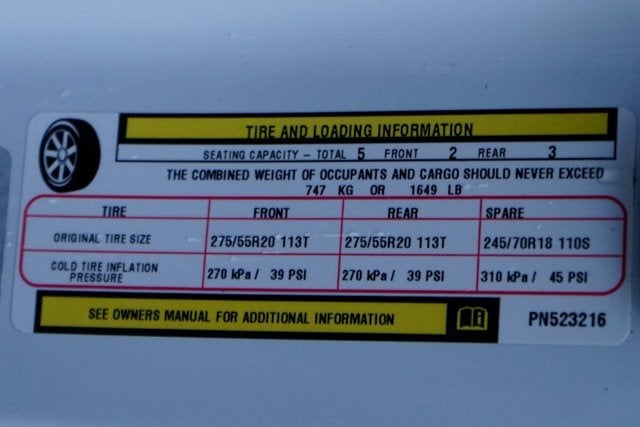 TIRE AND LOADING INFORMATION
SEATING CAPACITY – TOTAL 5 FRONT 2 REAR 3
THE COMBINED WEIGHT OF OCCUPANTS AND CARGO SHOULD NEVER EXCEED
747 KG OR 1649 LB
TIRE FRONT REAR SPARE
ORIGINAL TIRE SIZE 275/55R20 113T 275/55R20 113T 245/70R18 110S
COLD TIRE INFLATION
PRESSURE 270 kPa / 39 PSI 270 kPa / 39 PSI 310 kPa / 45 PSI
SEE OWNERS MANUAL FOR ADDITIONAL INFORMATION PN523216